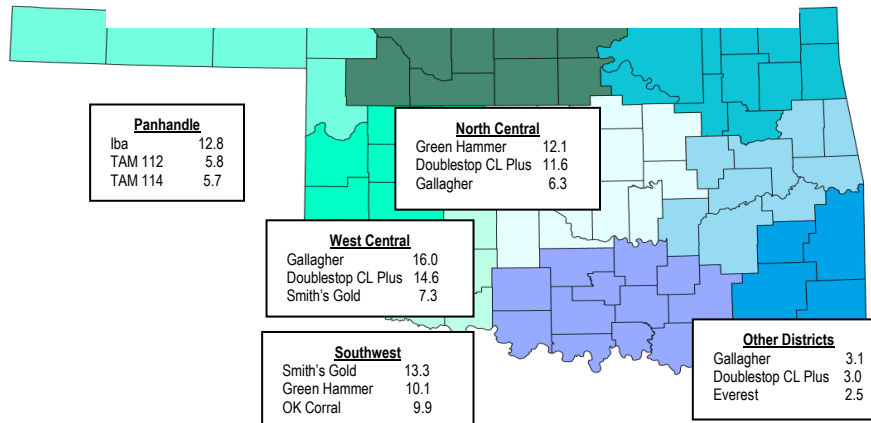 Panhandle
Iba 12.8
TAM 112 5.8
TAM 114 5.7
North Central
Green Hammer 12.1
Doublestop CL Plus 11.6
Gallagher 6.3
West Central
Gallagher 16.0
Doublestop CL Plus 14.6
Smith's Gold 7.3
Southwest
Smith's Gold 13.3
Green Hammer 10.1
OK Corral 9.9
Other Districts
Gallagher 3.1
Doublestop CL Plus 3.0
Everest 2.5